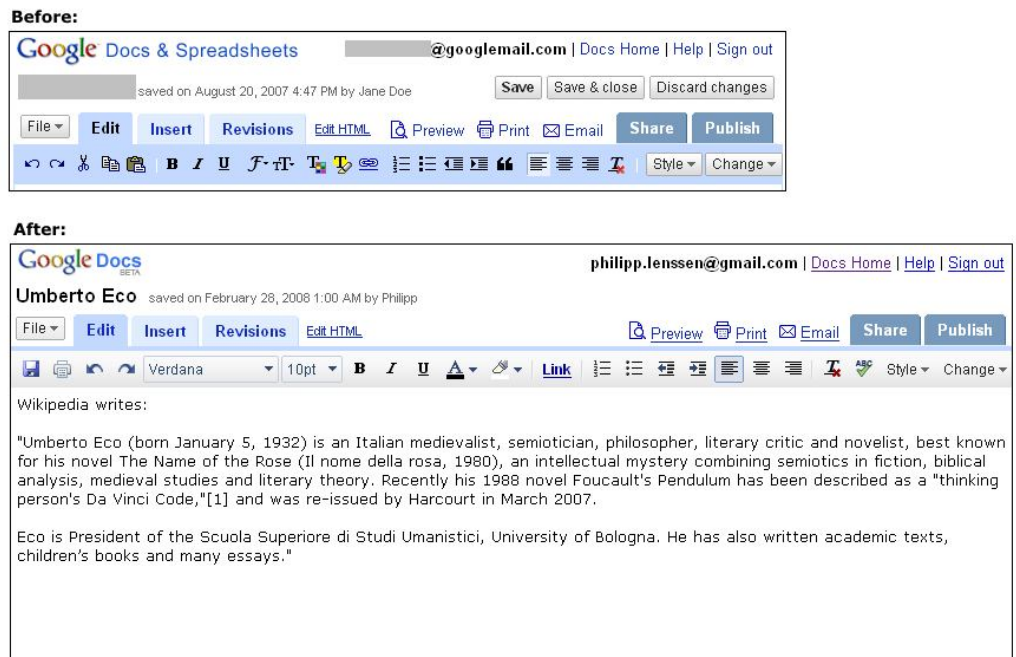 Before:
Google Docs & Spreadsheets @googlemail.com | Docs Home | Help | Sign out
saved on August 20, 2007 4:47 PM by Jane Doe Save Save & close Discard changes
File Edit Insert Revisions Edit HTML Preview Print Email Share Publish
B I U F T T T T Style Change
After:
Google Docs BETA philipp.lenssen@gmail.com | Docs Home | Help | Sign out
Umberto Eco saved on February 28, 2008 1:00 AM by Philipp
File Edit Insert Revisions Edit HTML Preview Print Email Share Publish
Verdana 10pt B I U A Link T ABC Style Change
Wikipedia writes:
"Umberto Eco (born January 5, 1932) is an Italian medievalist, semiotician, philosopher, literary critic and novelist, best known
for his novel The Name of the Rose (Il nome della rosa, 1980), an intellectual mystery combining semiotics in fiction, biblical
analysis, medieval studies and literary theory. Recently his 1988 novel Foucault's Pendulum has been described as a "thinking
person's Da Vinci Code,"[1] and was re-issued by Harcourt in March 2007.
Eco is President of the Scuola Superiore di Studi Umanistici, University of Bologna. He has also written academic texts,
children's books and many essays."